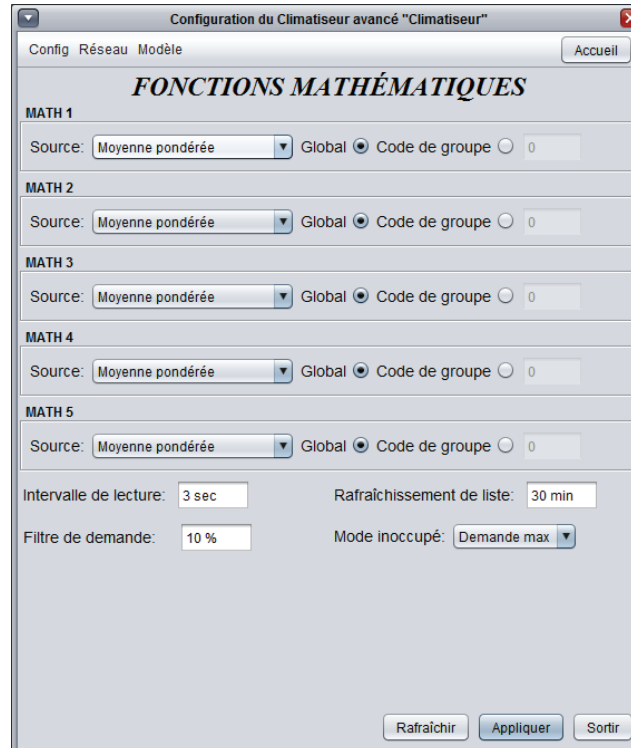 Configuration du Climatiseur avancé "Climatiseur"
Config Réseau Modèle Accueil
FONCTIONS MATHÉMATIQUES
MATH 1
Source: Moyenne pondérée Global Code de groupe 0
MATH 2
Source: Moyenne pondérée Global Code de groupe 0
MATH 3
Source: Moyenne pondérée Global Code de groupe 0
MATH 4
Source: Moyenne pondérée Global Code de groupe 0
MATH 5
Source: Moyenne pondérée Global Code de groupe 0
Intervalle de lecture: 3 sec Rafraîchissement de liste: 30 min
Filtre de demande: 10 % Mode inoccupé: Demande max
Rafraîchir Appliquer Sortir